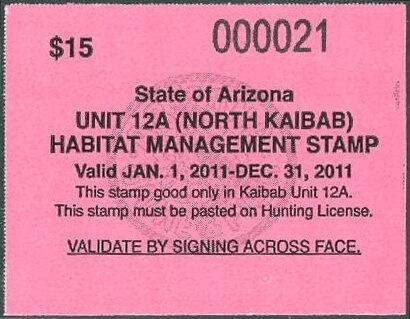 $15 000021
State of Arizona
UNIT 12A (NORTH KAIBAB)
HABITAT MANAGEMENT STAMP
Valid JAN. 1, 2011-DEC. 31, 2011
This stamp good only in Kaibab Unit 12A.
This stamp must be pasted on Hunting License.
VALIDATE BY SIGNING ACROSS FACE.